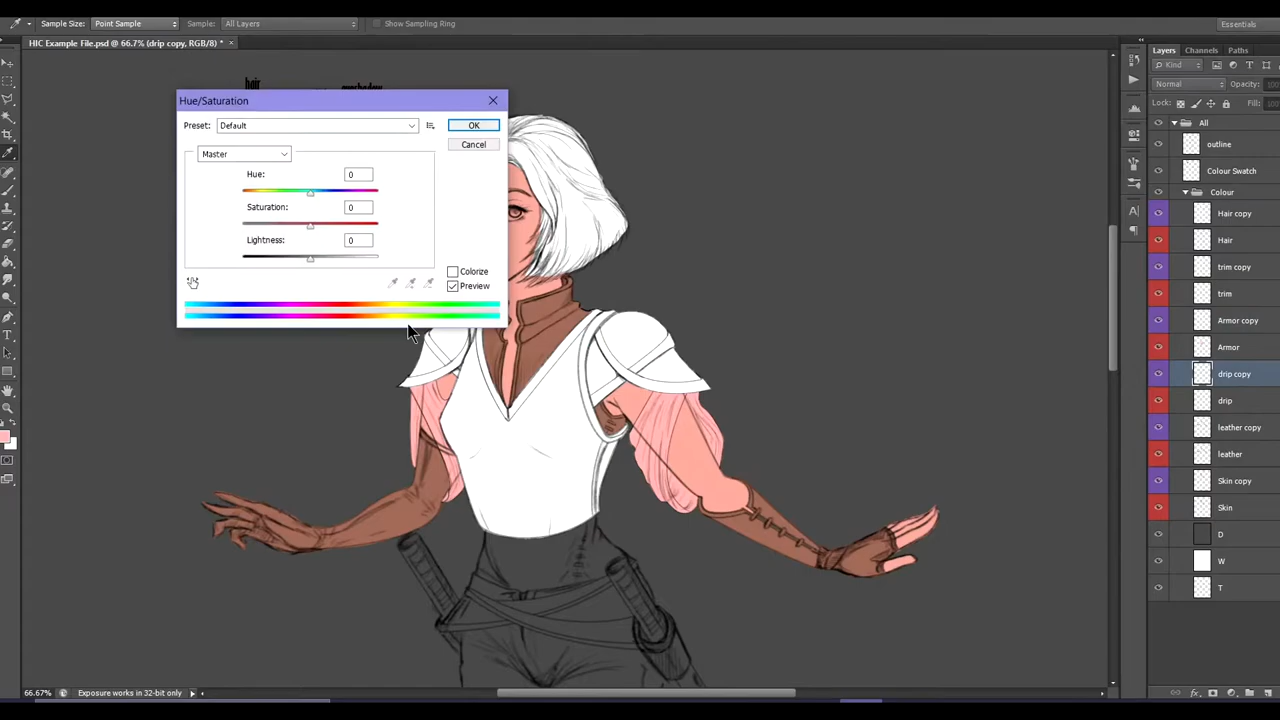 Sample Size: Point Sample Sample: All Layers Show Sampling Ring Essentials
HIC Example File.psd @ 66.7% (drip copy, RGB/8) * ×
Layers Channels Paths
hair
Hue/Saturation
Preset: Default OK
Cancel
Master
Hue: 0
Saturation: 0
Lightness: 0
Colorize
Preview
Kind
Normal Opacity:
Lock: Fill:
All
outline
Colour Swatch
Colour
Hair copy
Hair
trim copy
trim
Armor copy
Armor
drip copy
drip
leather copy
leather
Skin copy
Skin
D
W
T
66.67% Exposure works in 32-bit only